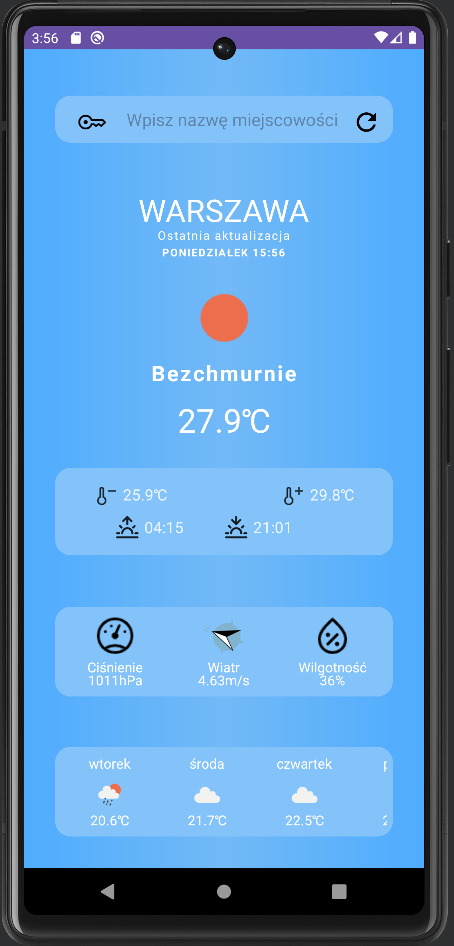 3:56
Wpisz nazwę miejscowości
WARSZAWA
Ostatnia aktualizacja
PONIEDZIAŁEK 15:56
Bezchmurnie
27.9℃
25.9℃ 29.8℃
04:15 21:01
Ciśnienie Wiatr Wilgotność
1011hPa 4.63m/s 36%
wtorek środa czwartek
20.6℃ 21.7℃ 22.5℃